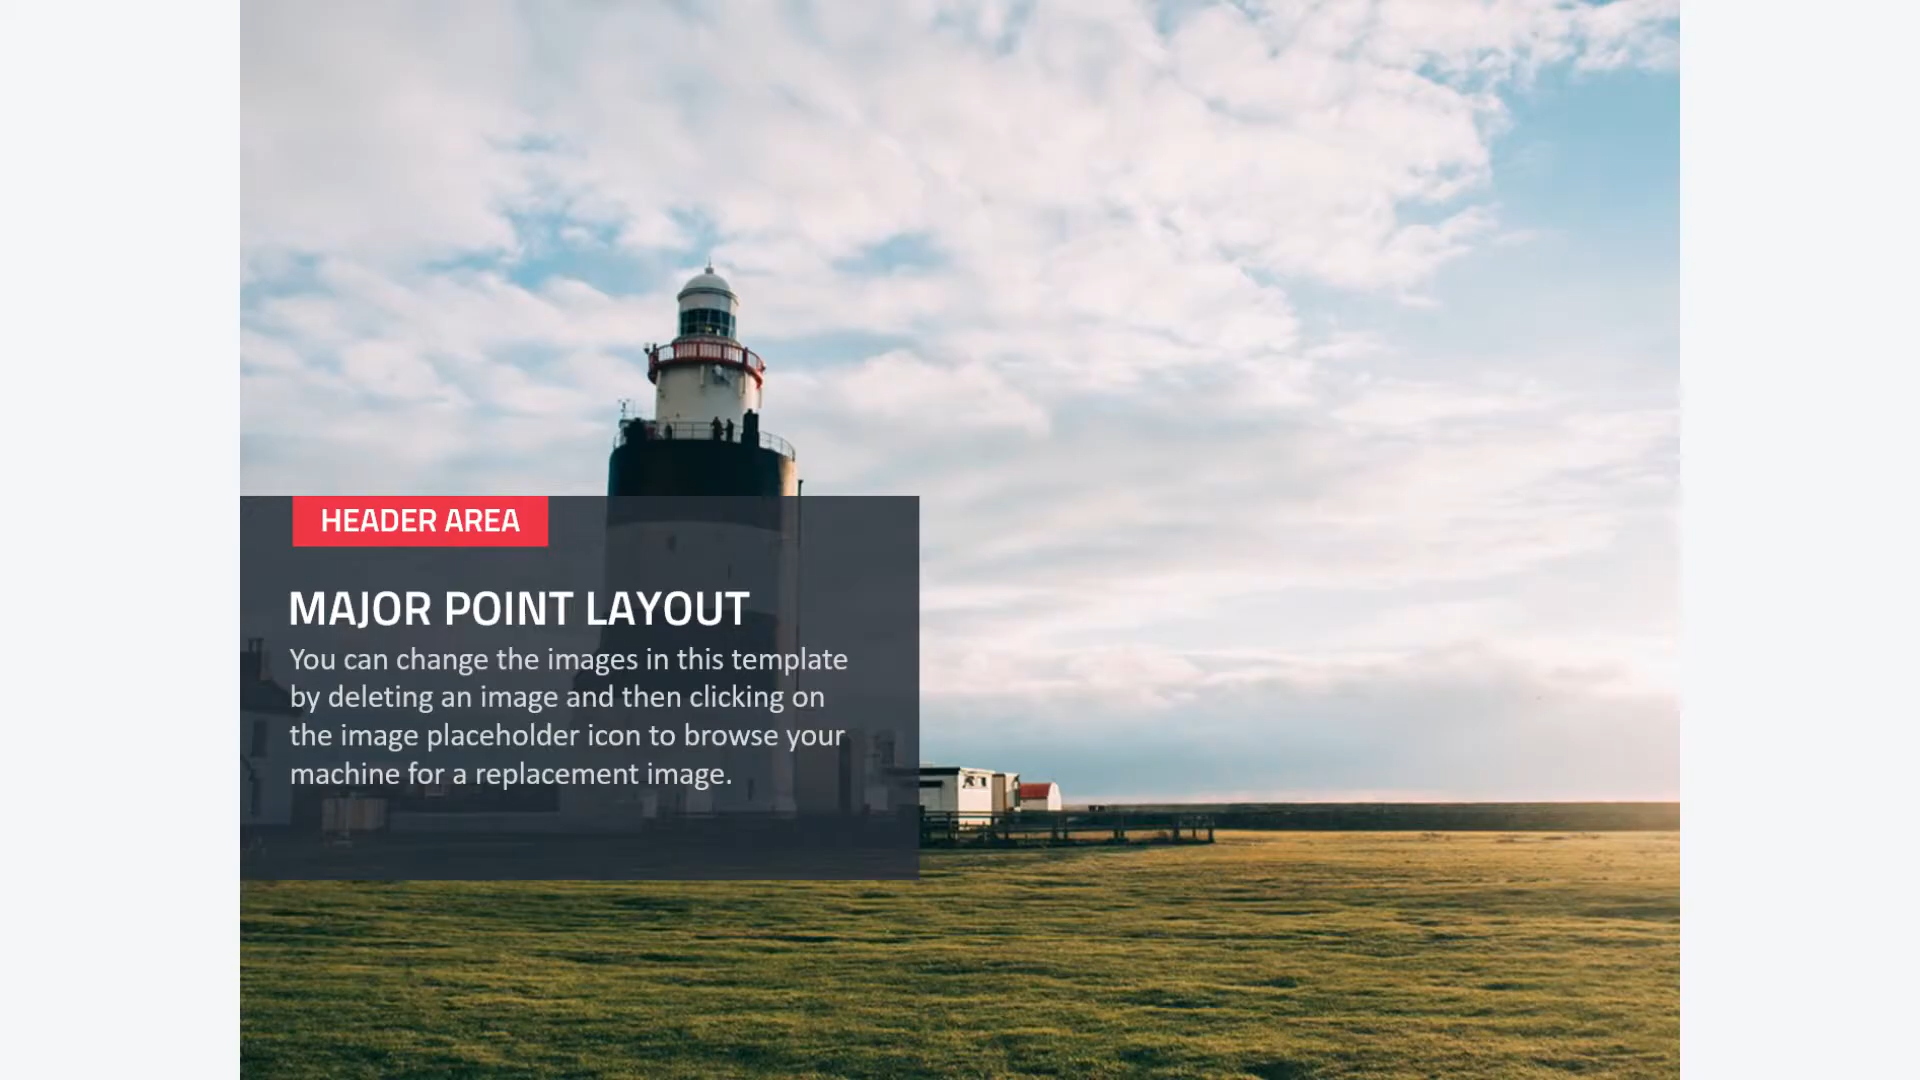 HEADER AREA
MAJOR POINT LAYOUT
You can change the images in this template
by deleting an image and then clicking on
the image placeholder icon to browse your
machine for a replacement image.